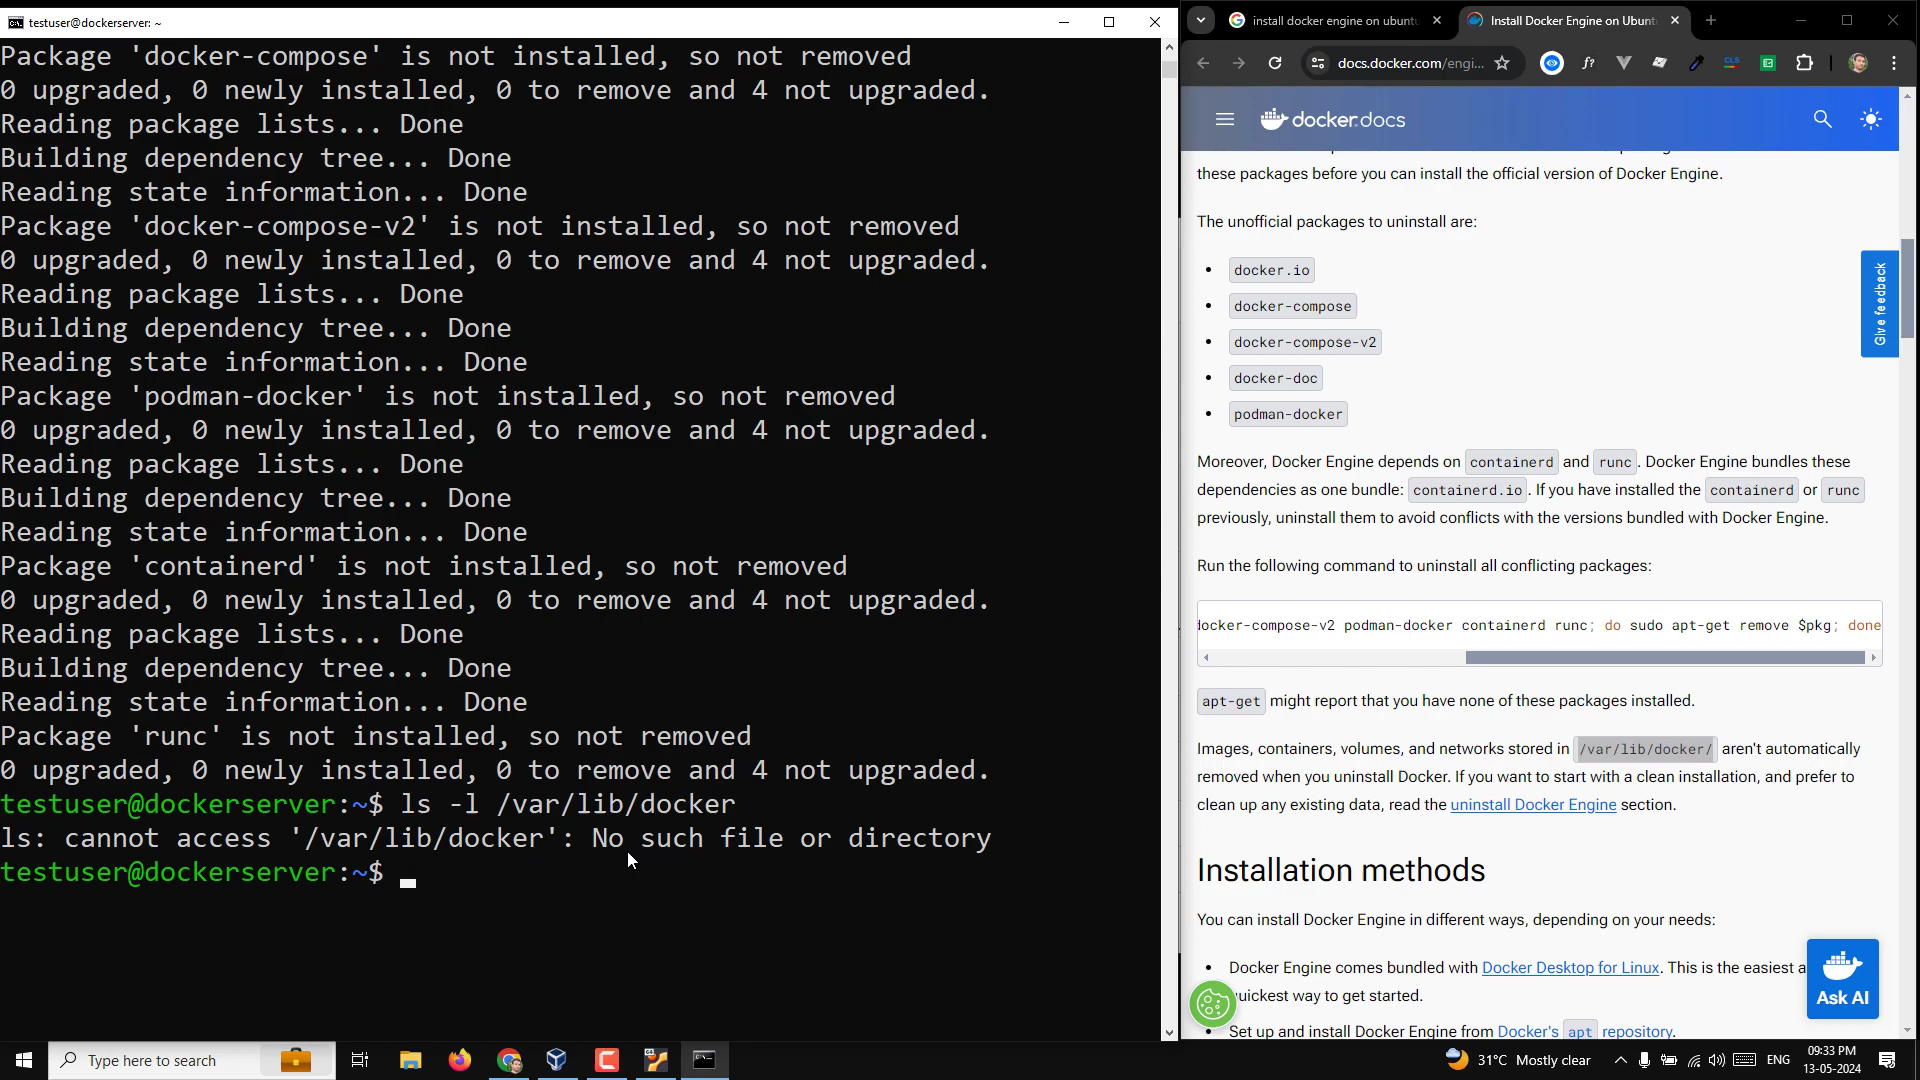 testuser@dockerserver: ~
Package 'docker-compose' is not installed, so not removed
0 upgraded, 0 newly installed, 0 to remove and 4 not upgraded.
Reading package lists... Done
Building dependency tree... Done
Reading state information... Done
Package 'docker-compose-v2' is not installed, so not removed
0 upgraded, 0 newly installed, 0 to remove and 4 not upgraded.
Reading package lists... Done
Building dependency tree... Done
Reading state information... Done
Package 'podman-docker' is not installed, so not removed
0 upgraded, 0 newly installed, 0 to remove and 4 not upgraded.
Reading package lists... Done
Building dependency tree... Done
Reading state information... Done
Package 'containerd' is not installed, so not removed
0 upgraded, 0 newly installed, 0 to remove and 4 not upgraded.
Reading package lists... Done
Building dependency tree... Done
Reading state information... Done
Package 'runc' is not installed, so not removed
0 upgraded, 0 newly installed, 0 to remove and 4 not upgraded.
testuser@dockerserver:~$ ls -l /var/lib/docker
ls: cannot access '/var/lib/docker': No such file or directory
testuser@dockerserver:~$
install docker engine on ubuntu
Install Docker Engine on Ubuntu
docs.docker.com/engi...
f?
CLS
docker.docs
these packages before you can install the official version of Docker Engine.
The unofficial packages to uninstall are:
• docker.io
• docker-compose
• docker-compose-v2
• docker-doc
• podman-docker
Give feedback
Moreover, Docker Engine depends on containerd and runc. Docker Engine bundles these
dependencies as one bundle: containerd.io. If you have installed the containerd or runc
previously, uninstall them to avoid conflicts with the versions bundled with Docker Engine.
Run the following command to uninstall all conflicting packages:
docker-compose-v2 podman-docker containerd runc; do sudo apt-get remove $pkg; done
apt-get might report that you have none of these packages installed.
Images, containers, volumes, and networks stored in /var/lib/docker/ aren't automatically
removed when you uninstall Docker. If you want to start with a clean installation, and prefer to
clean up any existing data, read the uninstall Docker Engine section.
Installation methods
You can install Docker Engine in different ways, depending on your needs:
• Docker Engine comes bundled with Docker Desktop for Linux. This is the easiest a
quickest way to get started.
• Set up and install Docker Engine from Docker's apt repository.
Ask AI
Type here to search
31°C Mostly clear
ENG
09:33 PM
13-05-2024